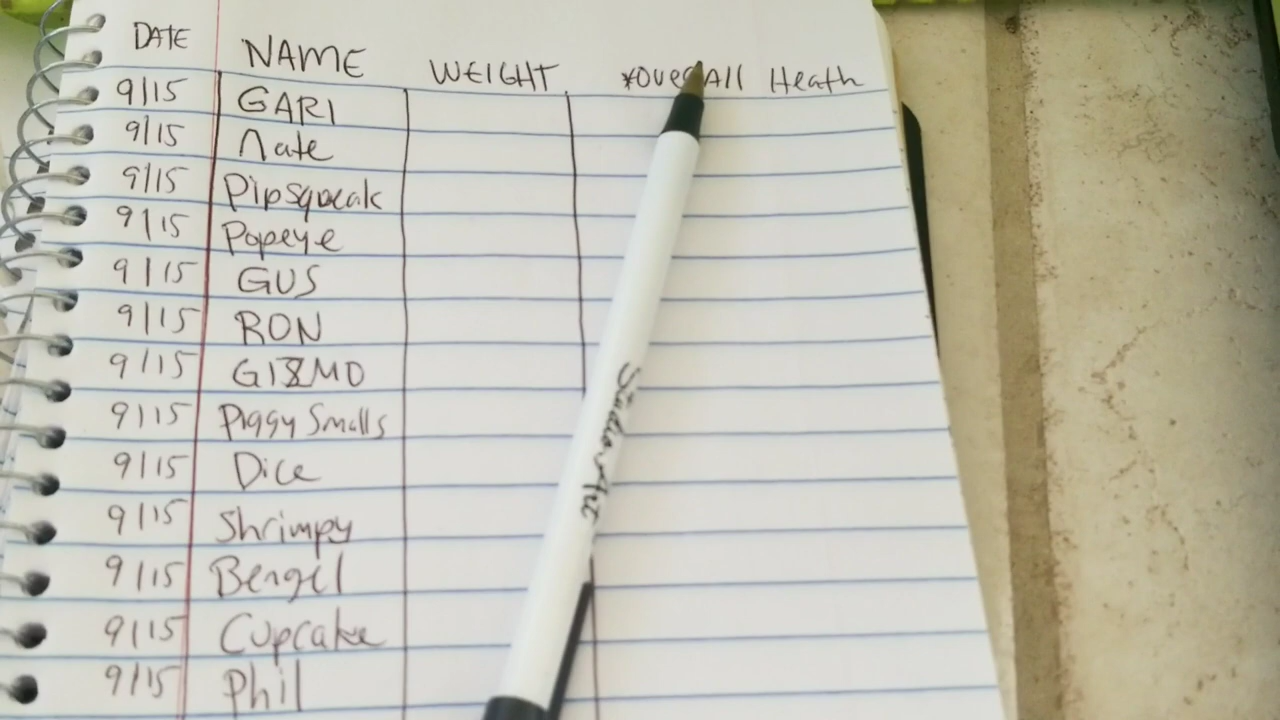 DATE NAME WEIGHT *OverAll Heath
9/15 GARI
9/15 Nate
9/15 Pipsqueak
9/15 Popeye
9/15 GUS
9/15 RON
9/15 GIZMO
9/15 Piggy Smalls
9/15 Dice
9/15 Shrimpy
9/15 Bengel
9/15 Cupcake
9/15 Phil